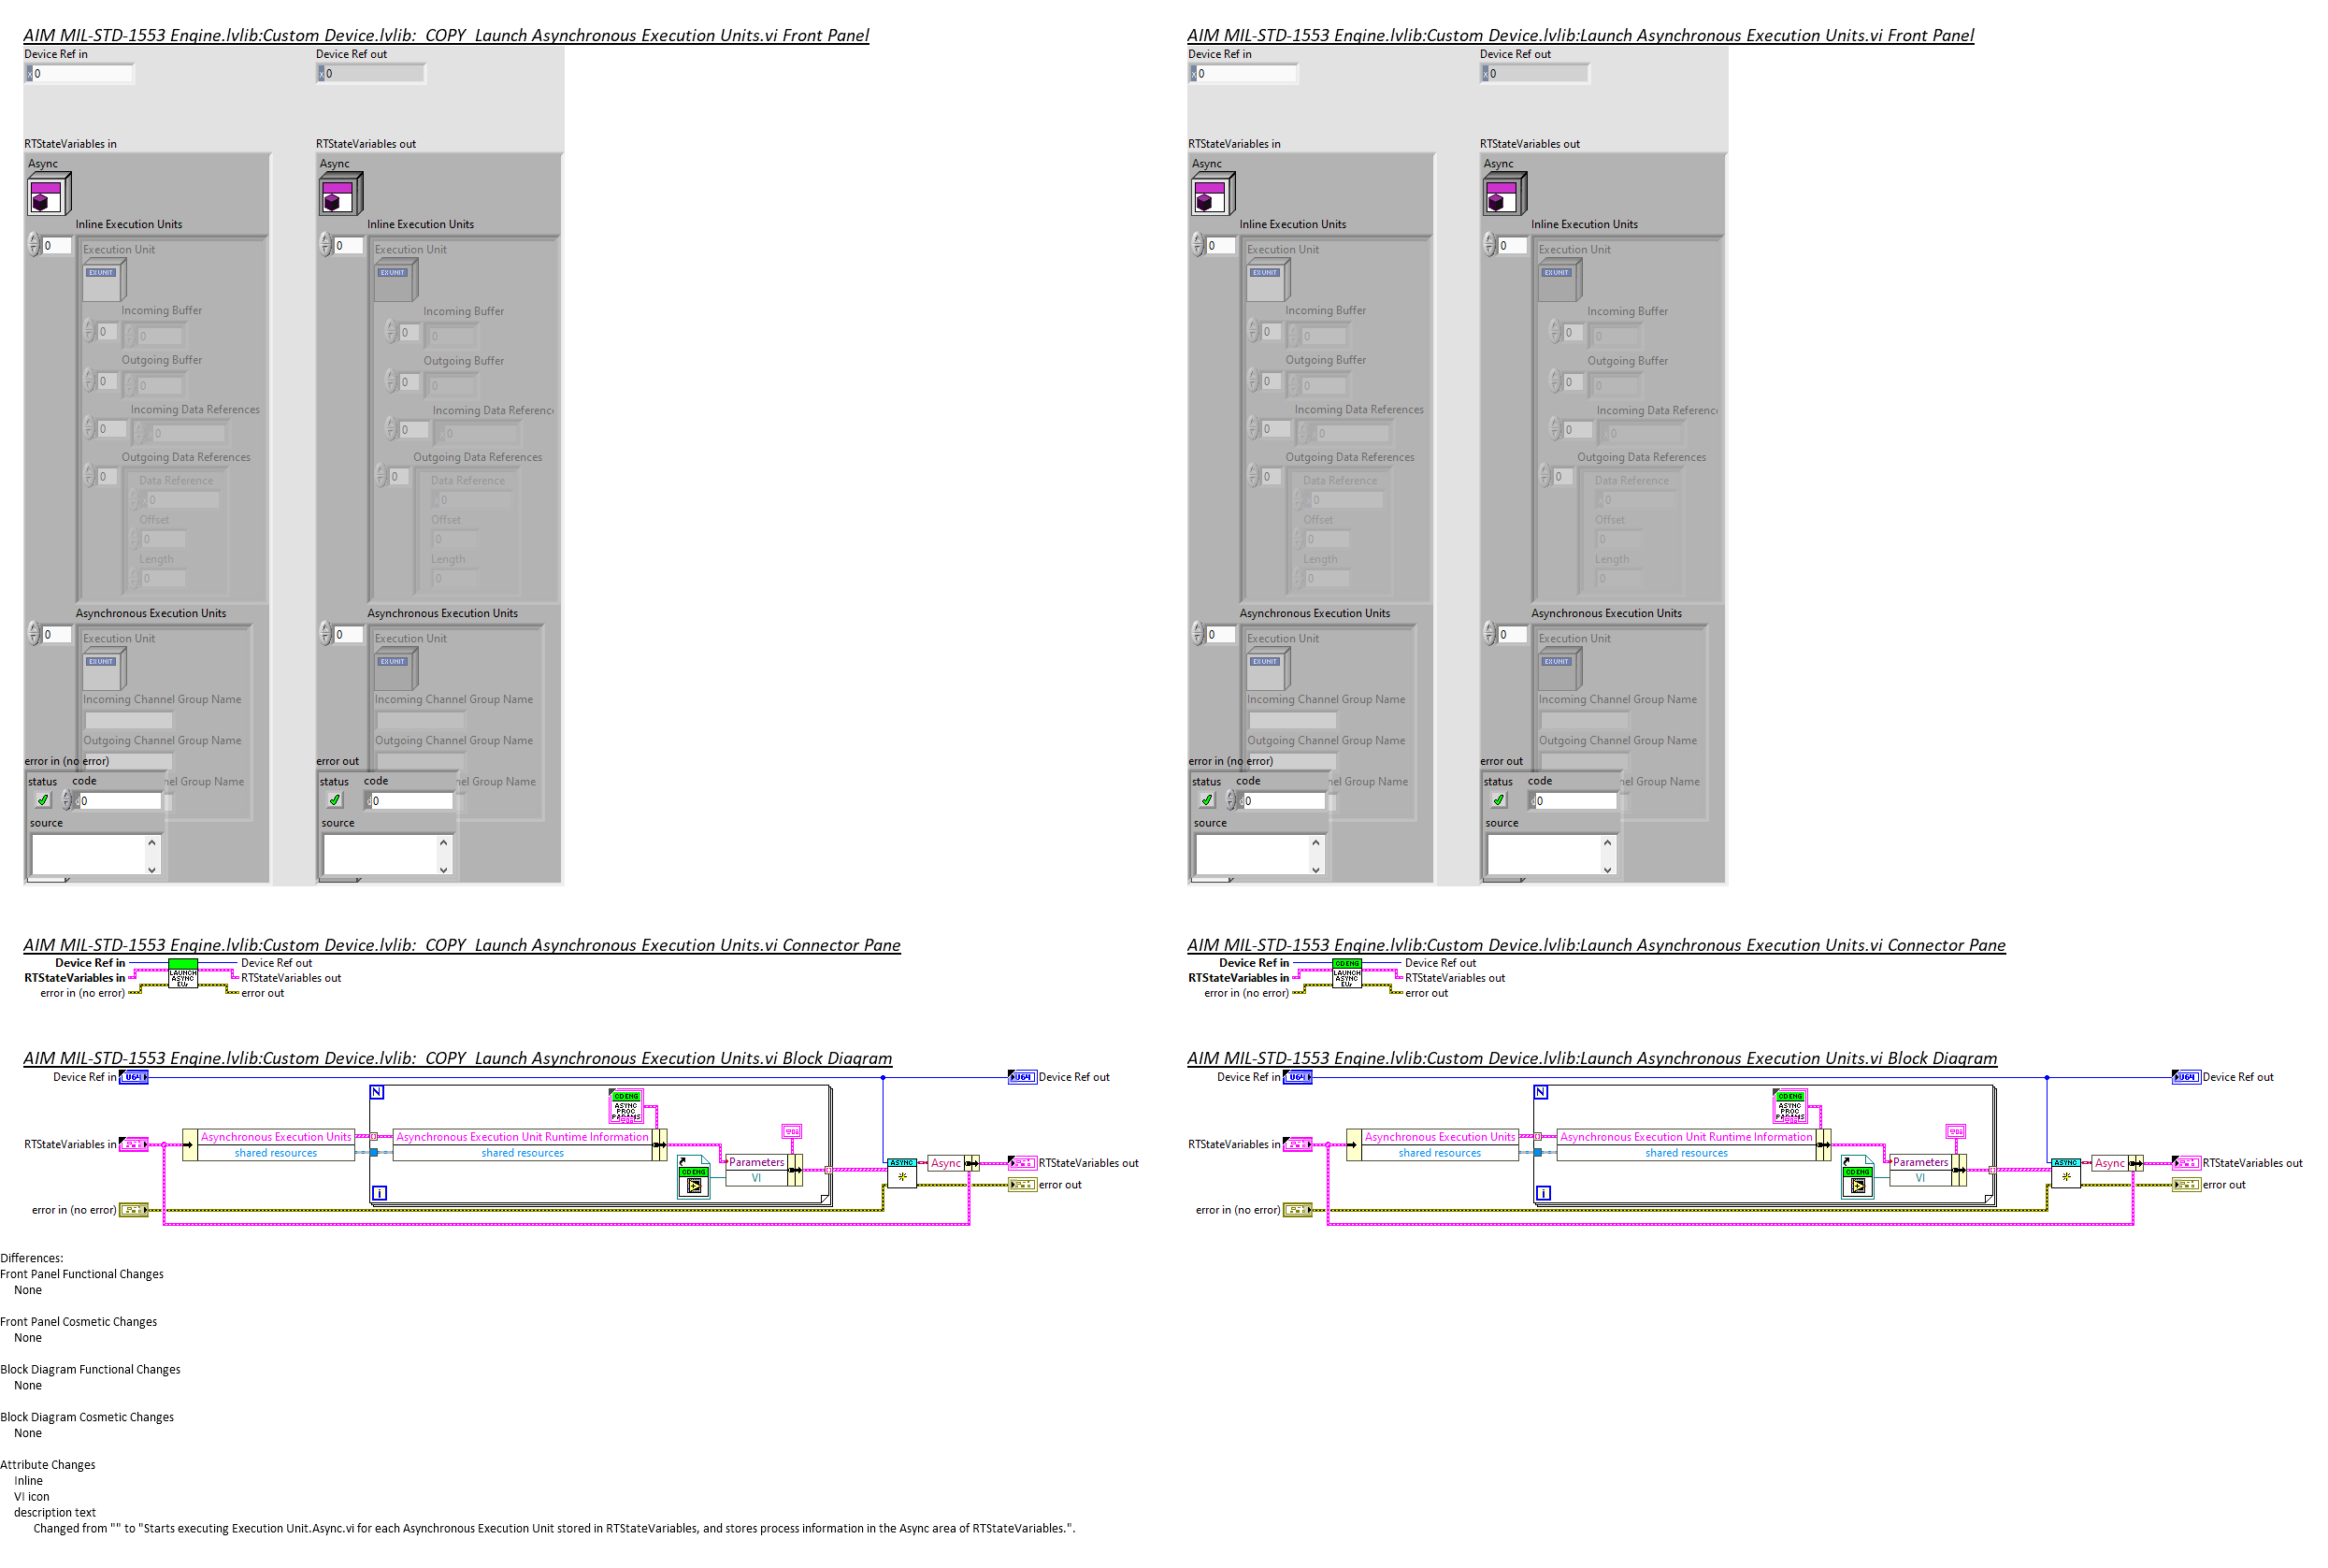 AIM MIL-STD-1553 Engine.lvlib:Custom Device.lvlib:_COPY_Launch Asynchronous Execution Units.vi Front Panel
Device Ref in
Device Ref out
x 0
x 0
RTStateVariables in
RTStateVariables out
Async
Async
Inline Execution Units
Inline Execution Units
0
0
Execution Unit
Execution Unit
EX UNIT
EX UNIT
Incoming Buffer
Incoming Buffer
0 0
0 0
Outgoing Buffer
Outgoing Buffer
0 0
0 0
Incoming Data References
Incoming Data Referenc
0 x 0
0 x 0
Outgoing Data References
Outgoing Data References
0
0
Data Reference
Data Reference
x 0
x 0
Offset
Offset
0
0
Length
Length
0
0
Asynchronous Execution Units
Asynchronous Execution Units
0
0
Execution Unit
Execution Unit
EX UNIT
EX UNIT
Incoming Channel Group Name
Incoming Channel Group Name
Outgoing Channel Group Name
Outgoing Channel Group Name
error in (no error)
error out
status code nel Group Name
status code nel Group Name
d 0
d 0
source
source
AIM MIL-STD-1553 Engine.lvlib:Custom Device.lvlib:Launch Asynchronous Execution Units.vi Front Panel
Device Ref in
Device Ref out
x 0
x 0
RTStateVariables in
RTStateVariables out
Async
Async
Inline Execution Units
Inline Execution Units
0
0
Execution Unit
Execution Unit
EX UNIT
EX UNIT
Incoming Buffer
Incoming Buffer
0 0
0 0
Outgoing Buffer
Outgoing Buffer
0 0
0 0
Incoming Data References
Incoming Data Referenc
0 x 0
0 x 0
Outgoing Data References
Outgoing Data References
0
0
Data Reference
Data Reference
x 0
x 0
Offset
Offset
0
0
Length
Length
0
0
Asynchronous Execution Units
Asynchronous Execution Units
0
0
Execution Unit
Execution Unit
EX UNIT
EX UNIT
Incoming Channel Group Name
Incoming Channel Group Name
Outgoing Channel Group Name
Outgoing Channel Group Name
error in (no error)
error out
status code nel Group Name
status code nel Group Name
d 0
d 0
source
source
AIM MIL-STD-1553 Engine.lvlib:Custom Device.lvlib:_COPY_Launch Asynchronous Execution Units.vi Connector Pane
Device Ref in
Device Ref out
RTStateVariables in
LAUNCH
ASYNC
EUs
RTStateVariables out
error in (no error)
error out
AIM MIL-STD-1553 Engine.lvlib:Custom Device.lvlib:Launch Asynchronous Execution Units.vi Connector Pane
Device Ref in
CDENG
Device Ref out
RTStateVariables in
LAUNCH
ASYNC
EUs
RTStateVariables out
error in (no error)
error out
AIM MIL-STD-1553 Engine.lvlib:Custom Device.lvlib:_COPY_Launch Asynchronous Execution Units.vi Block Diagram
Device Ref in
U64
U64
Device Ref out
N
CDENG
ASYNC
PROC
PARAMS
RTStateVariables in
Asynchronous Execution Units
Asynchronous Execution Unit Runtime Information
shared resources
shared resources
CDENG
Parameters
VI
ASYNC
Async
RTStateVariables out
error out
i
error in (no error)
AIM MIL-STD-1553 Engine.lvlib:Custom Device.lvlib:Launch Asynchronous Execution Units.vi Block Diagram
Device Ref in
U64
U64
Device Ref out
N
CDENG
ASYNC
PROC
PARAMS
RTStateVariables in
Asynchronous Execution Units
Asynchronous Execution Unit Runtime Information
shared resources
shared resources
CDENG
Parameters
VI
ASYNC
Async
RTStateVariables out
error out
i
error in (no error)
Differences:
Front Panel Functional Changes
None
Front Panel Cosmetic Changes
None
Block Diagram Functional Changes
None
Block Diagram Cosmetic Changes
None
Attribute Changes
Inline
VI icon
description text
Changed from "" to "Starts executing Execution Unit.Async.vi for each Asynchronous Execution Unit stored in RTStateVariables, and stores process information in the Async area of RTStateVariables.".